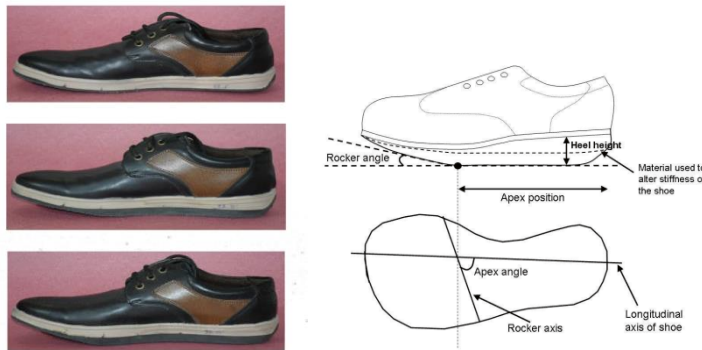 Heel height
Rocker angle
Material used to
alter stiffness of
the shoe
Apex position
Apex angle
Rocker axis
Longitudinal
axis of shoe